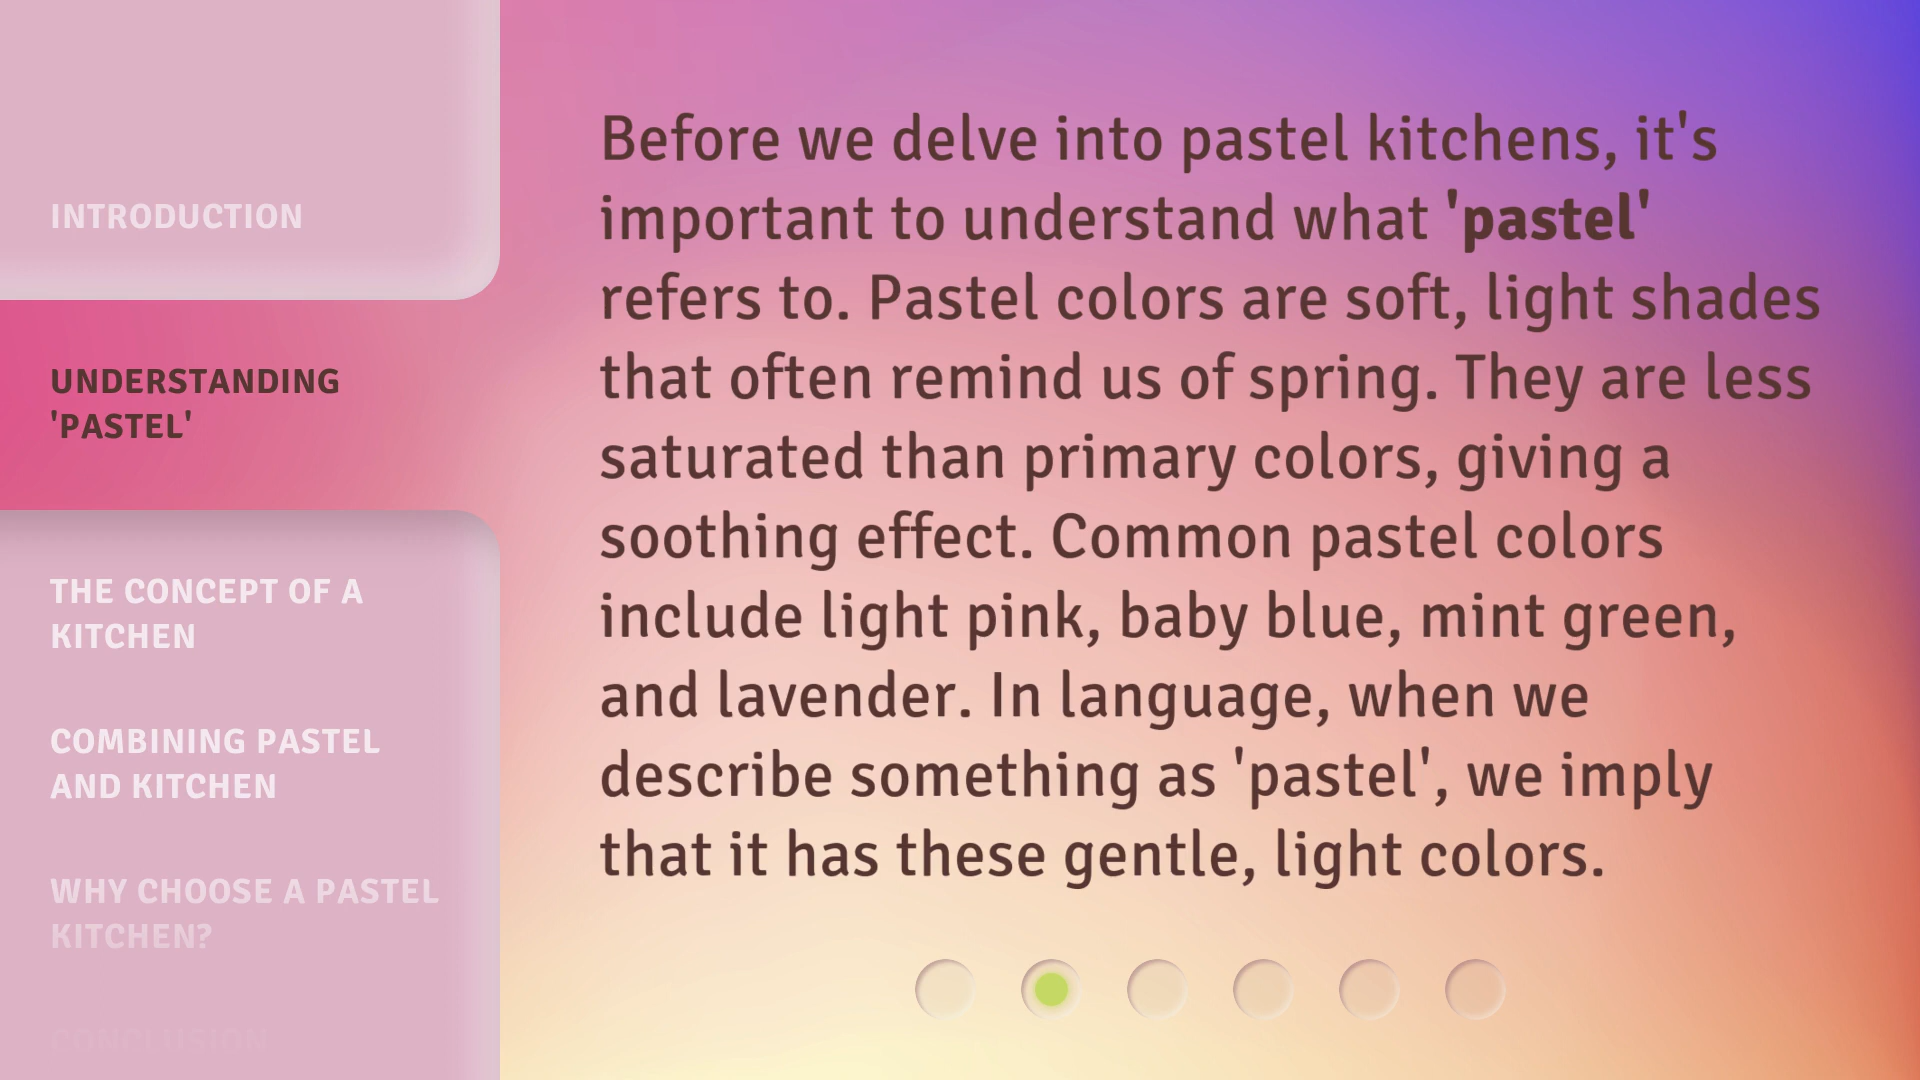 INTRODUCTION
UNDERSTANDING
'PASTEL'
THE CONCEPT OF A
KITCHEN
COMBINING PASTEL
AND KITCHEN
WHY CHOOSE A PASTEL
KITCHEN?
CONCLUSION
Before we delve into pastel kitchens, it's
important to understand what 'pastel'
refers to. Pastel colors are soft, light shades
that often remind us of spring. They are less
saturated than primary colors, giving a
soothing effect. Common pastel colors
include light pink, baby blue, mint green,
and lavender. In language, when we
describe something as 'pastel', we imply
that it has these gentle, light colors.